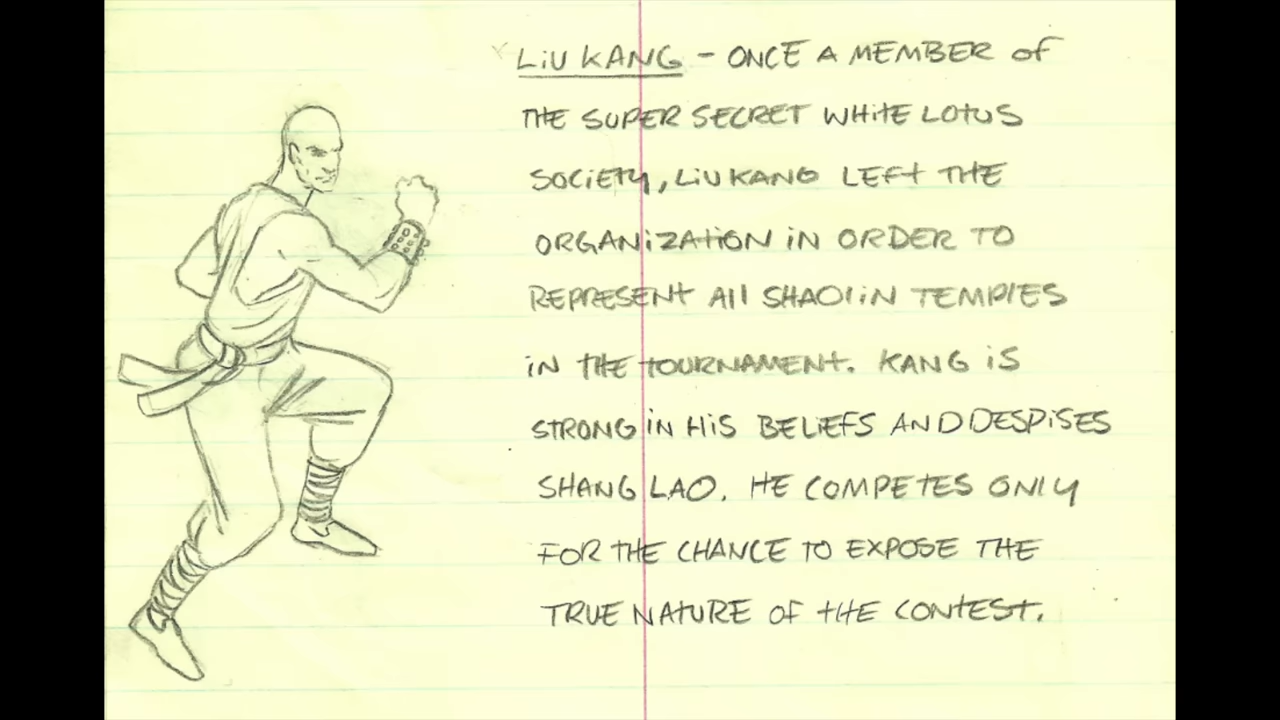 LIU KANG - ONCE A MEMBER OF
THE SUPER SECRET WHITE LOTUS
SOCIETY, LIU KANG LEFT THE
ORGANIZATION IN ORDER TO
REPRESENT All SHAOlIN TEMPlES
IN THE TOURNAMENT. KANG IS
STRONG IN HIS BELIEFS AND DESPISES
SHANG LAO. HE COMPETES ONLY
FOR THE CHANCE TO EXPOSE THE
TRUE NATURE OF THE CONTEST.